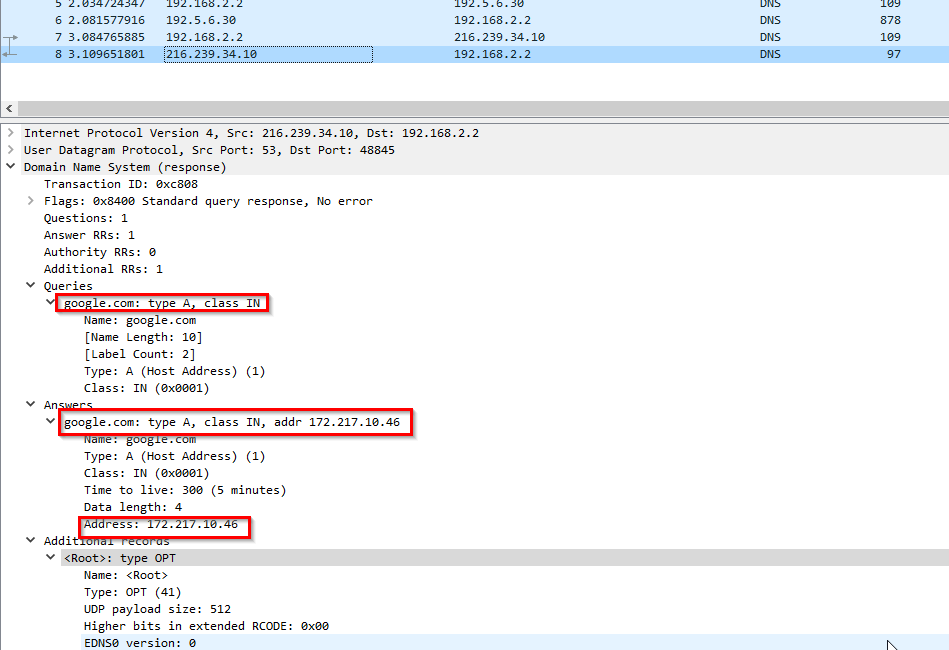 5 2.034724347 192.168.2.2 192.5.6.30 DNS 109
6 2.081577916 192.5.6.30 192.168.2.2 DNS 878
7 3.084765885 192.168.2.2 216.239.34.10 DNS 109
8 3.109651801 216.239.34.10 192.168.2.2 DNS 97
Internet Protocol Version 4, Src: 216.239.34.10, Dst: 192.168.2.2
User Datagram Protocol, Src Port: 53, Dst Port: 48845
Domain Name System (response)
Transaction ID: 0xc808
Flags: 0x8400 Standard query response, No error
Questions: 1
Answer RRs: 1
Authority RRs: 0
Additional RRs: 1
Queries
google.com: type A, class IN
Name: google.com
[Name Length: 10]
[Label Count: 2]
Type: A (Host Address) (1)
Class: IN (0x0001)
Answers
google.com: type A, class IN, addr 172.217.10.46
Name: google.com
Type: A (Host Address) (1)
Class: IN (0x0001)
Time to live: 300 (5 minutes)
Data length: 4
Address: 172.217.10.46
Additional records
<Root>: type OPT
Name: <Root>
Type: OPT (41)
UDP payload size: 512
Higher bits in extended RCODE: 0x00
EDNS0 version: 0